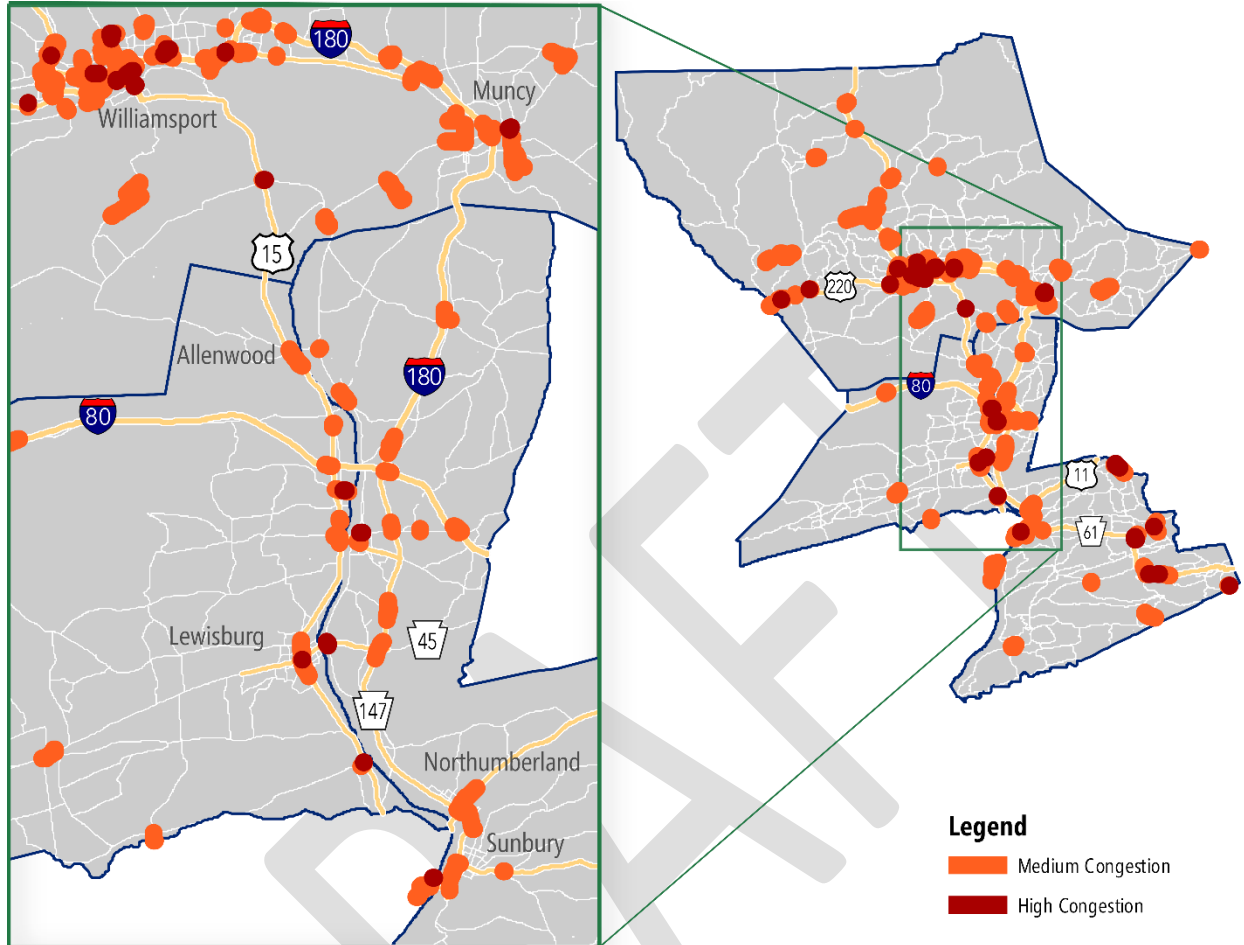 180
Muncy
Williamsport
15
Allenwood
180
80
Lewisburg
45
147
Northumberland
Sunbury
220
80
11
61
DRAFT
Legend
Medium Congestion
High Congestion